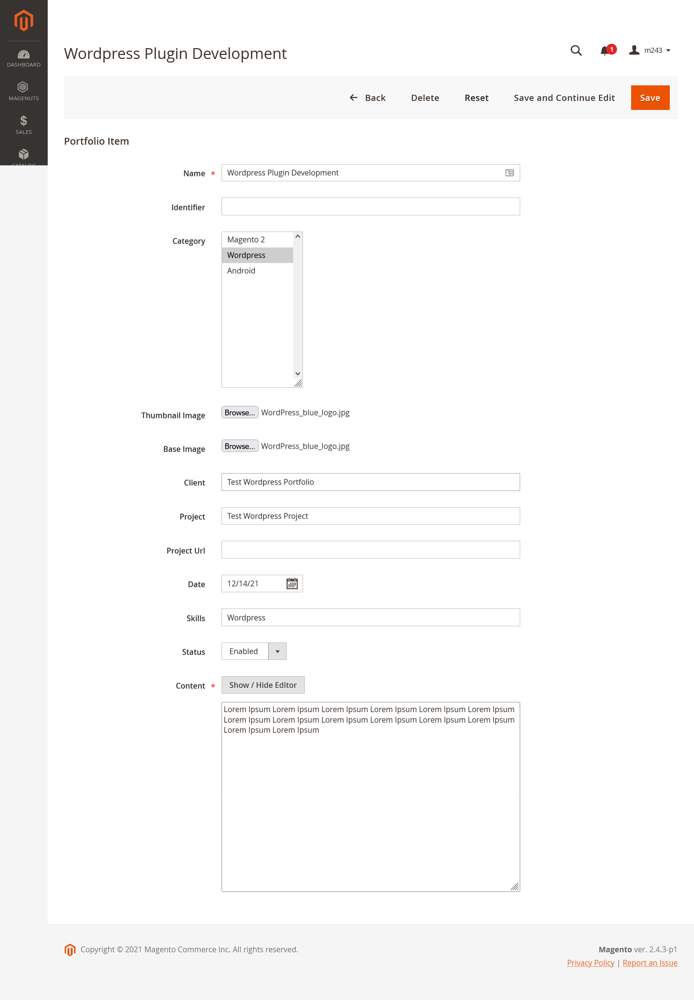 Wordpress Plugin Development
1
m243
DASHBOARD
MAGENUTS
SALES
CATALOG
Back
Delete
Reset
Save and Continue Edit
Save
Portfolio Item
Name *
Wordpress Plugin Development
Identifier
Category
Magento 2
Wordpress
Android
Thumbnail Image
Browse... WordPress_blue_logo.jpg
Base Image
Browse... WordPress_blue_logo.jpg
Client
Test Wordpress Portfolio
Project
Test Wordpress Project
Project Url
Date
12/14/21
Skills
Wordpress
Status
Enabled
Content *
Show / Hide Editor
Lorem Ipsum Lorem Ipsum Lorem Ipsum Lorem Ipsum Lorem Ipsum Lorem Ipsum
Lorem Ipsum Lorem Ipsum Lorem Ipsum Lorem Ipsum Lorem Ipsum Lorem Ipsum
Lorem Ipsum Lorem Ipsum
Copyright © 2021 Magento Commerce Inc. All rights reserved.
Magento ver. 2.4.3-p1
Privacy Policy | Report an Issue